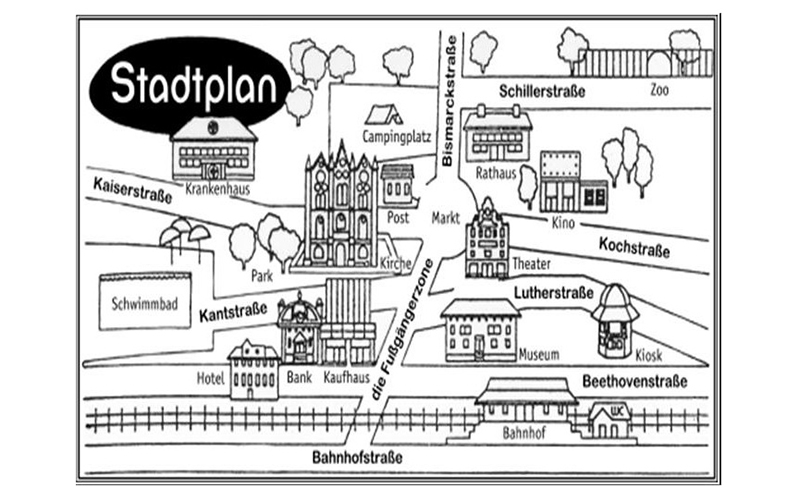 Stadtplan
Bismarckstraße
Schillerstraße
Zoo
Campingplatz
Rathaus
Kaiserstraße
Krankenhaus
Post
Markt
Kino
Kochstraße
Park
Kirche
Theater
Schwimmbad
Kantstraße
die Fußgängerzone
Lutherstraße
Museum
Kiosk
Hotel
Bank
Kaufhaus
Beethovenstraße
WC
Bahnhof
Bahnhofstraße